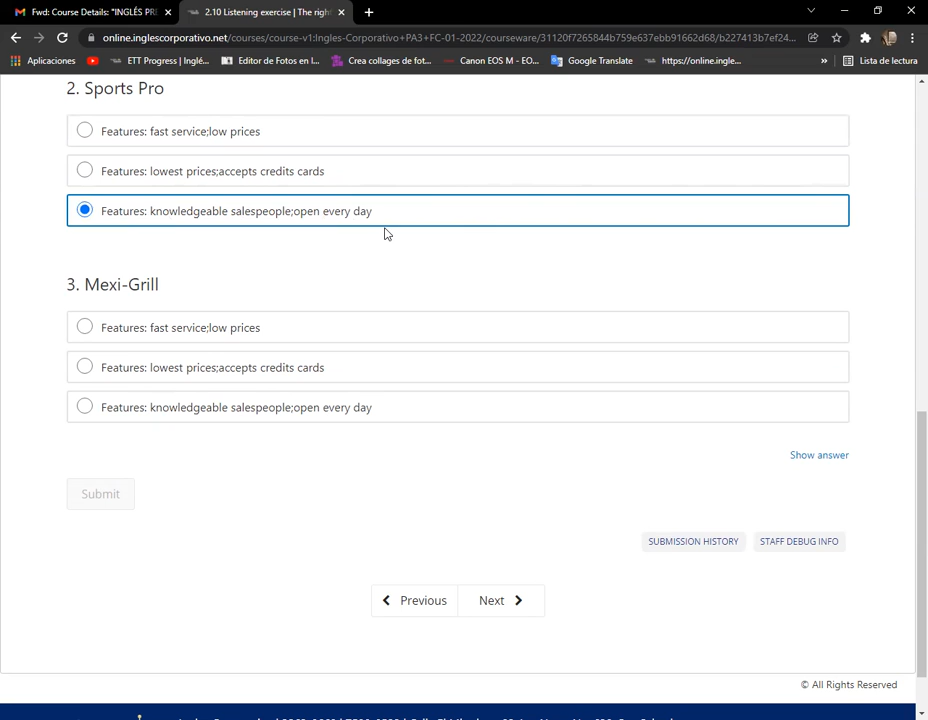 Fwd: Course Details: "INGLÉS PR
2.10 Listening exercise | The righ
online.inglescorporativo.net/courses/course-v1:Ingles-Corporativo+PA3+FC-01-2022/courseware/31120f7265844b759e637ebb91662d68/b227413b7ef24...
Aplicaciones
ETT Progress | Inglé...
Editor de Fotos en l...
Crea collages de fot...
Canon EOS M - EO...
Google Translate
https://online.ingle...
»
Lista de lectura
2. Sports Pro
Features: fast service;low prices
Features: lowest prices;accepts credits cards
Features: knowledgeable salespeople;open every day
3. Mexi-Grill
Features: fast service;low prices
Features: lowest prices;accepts credits cards
Features: knowledgeable salespeople;open every day
Show answer
Submit
SUBMISSION HISTORY
STAFF DEBUG INFO
Previous
Next
© All Rights Reserved